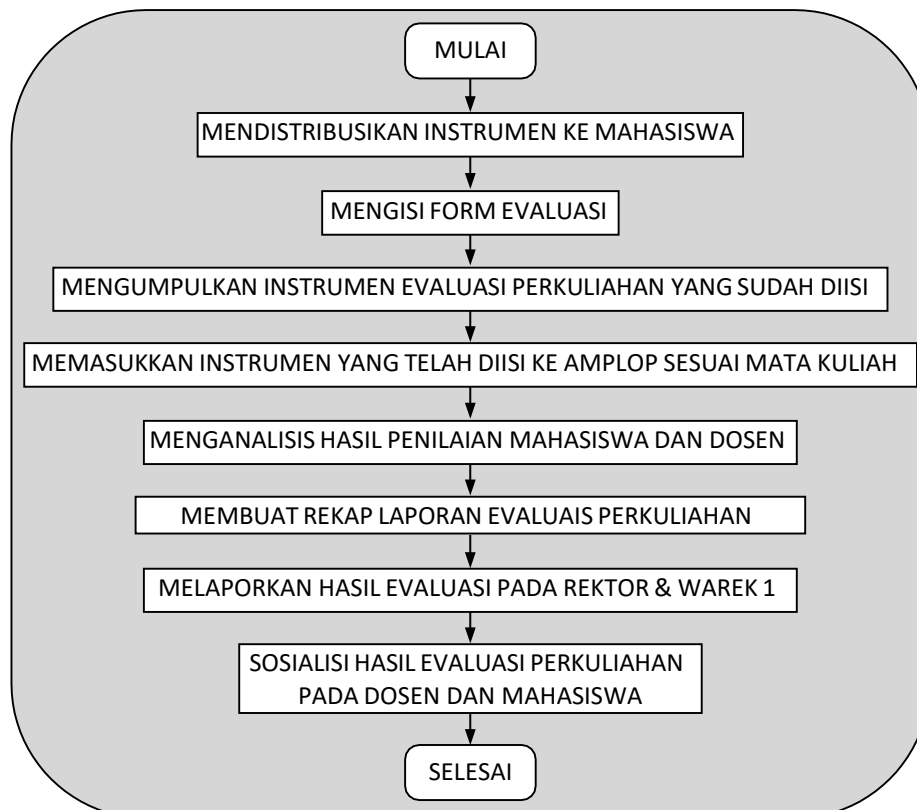 MULAI
MENDISTRIBUSIKAN INSTRUMEN KE MAHASISWA
MENGISI FORM EVALUASI
MENGUMPULKAN INSTRUMEN EVALUASI PERKULIAHAN YANG SUDAH DIISI
MEMASUKKAN INSTRUMEN YANG TELAH DIISI KE AMPLOP SESUAI MATA KULIAH
MENGANALISIS HASIL PENILAIAN MAHASISWA DAN DOSEN
MEMBUAT REKAP LAPORAN EVALUAIS PERKULIAHAN
MELAPORKAN HASIL EVALUASI PADA REKTOR & WAREK 1
SOSIALISI HASIL EVALUASI PERKULIAHAN
PADA DOSEN DAN MAHASISWA
SELESAI